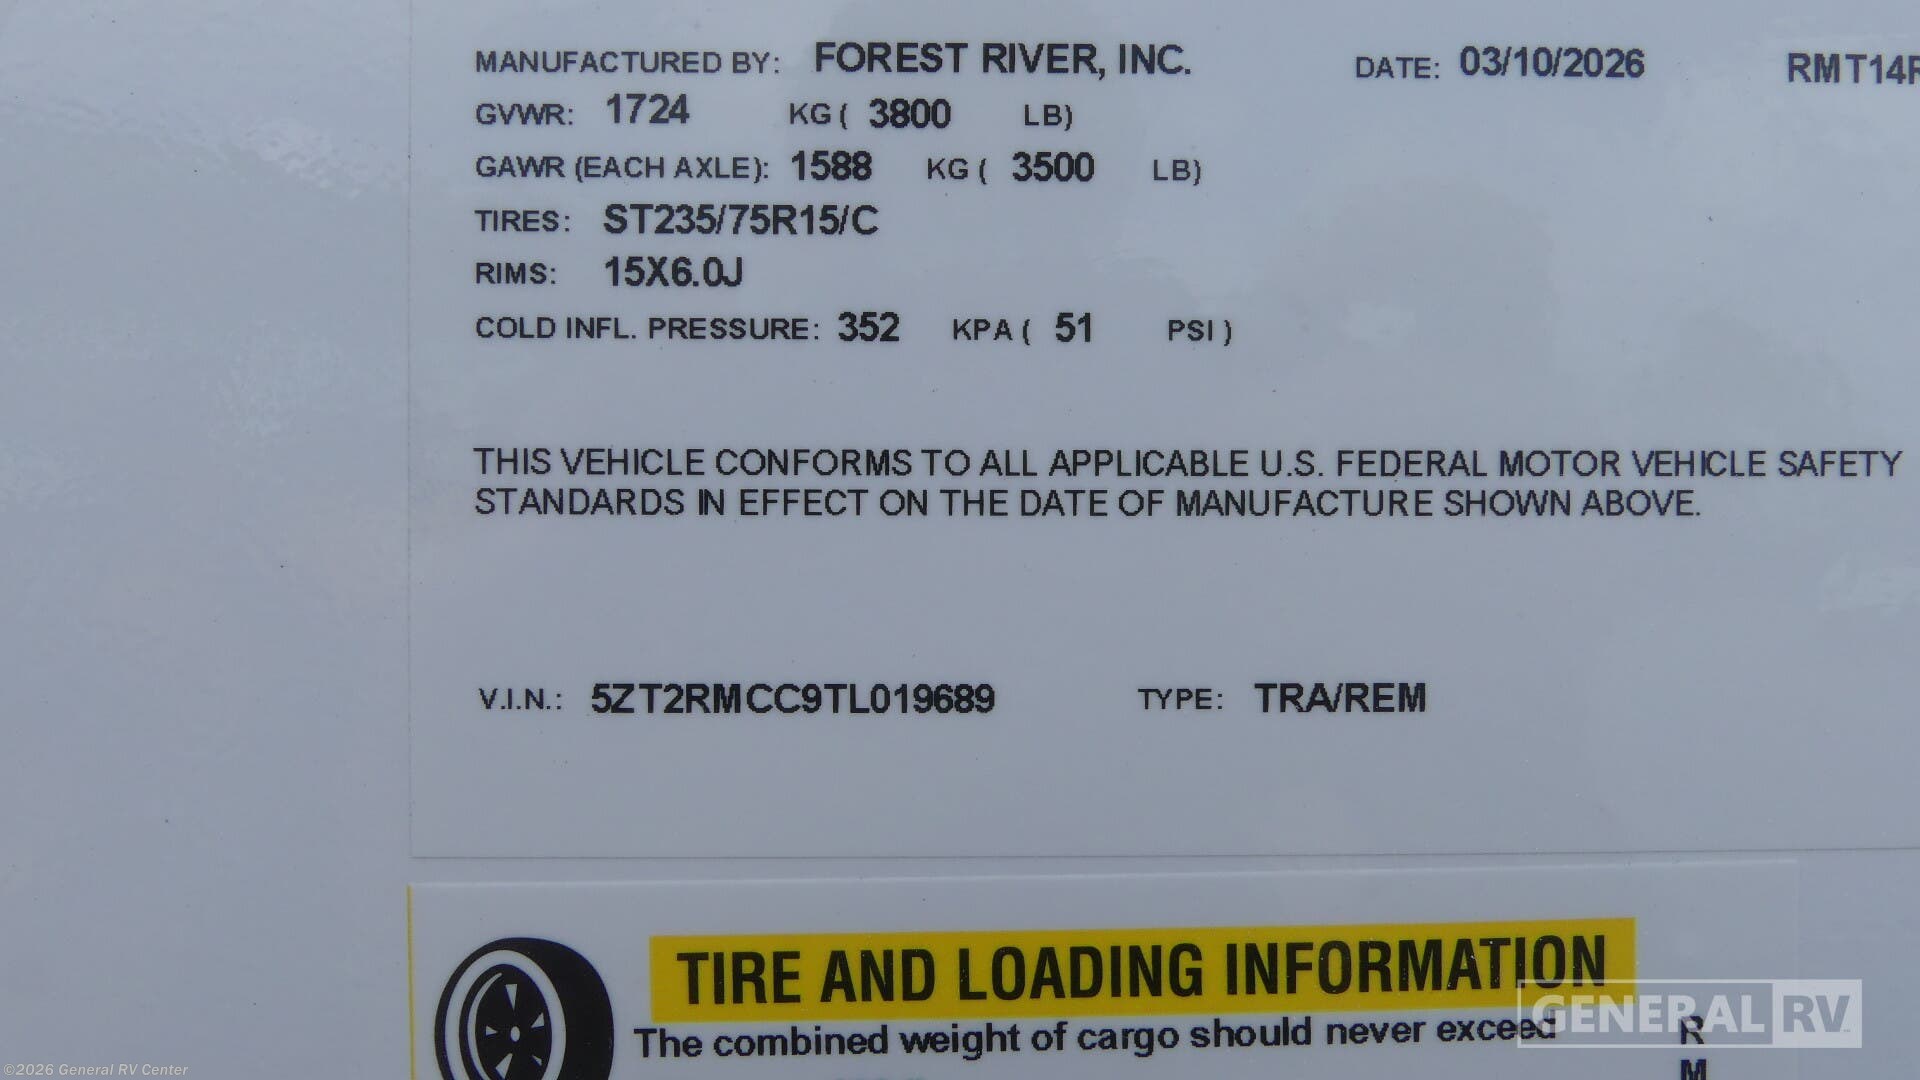 MANUFACTURED BY: FOREST RIVER, INC. DATE: 03/10/2026 RMT14R
GVWR: 1724 KG ( 3800 LB)
GAWR (EACH AXLE): 1588 KG ( 3500 LB)
TIRES: ST235/75R15/C
RIMS: 15X6.0J
COLD INFL. PRESSURE: 352 KPA ( 51 PSI )
THIS VEHICLE CONFORMS TO ALL APPLICABLE U.S. FEDERAL MOTOR VEHICLE SAFETY
STANDARDS IN EFFECT ON THE DATE OF MANUFACTURE SHOWN ABOVE.
V.I.N.: 5ZT2RMCC9TL019689 TYPE: TRA/REM
TIRE AND LOADING INFORMATION
The combined weight of cargo should never exceed R
M
GENERAL RV
©2026 General RV Center